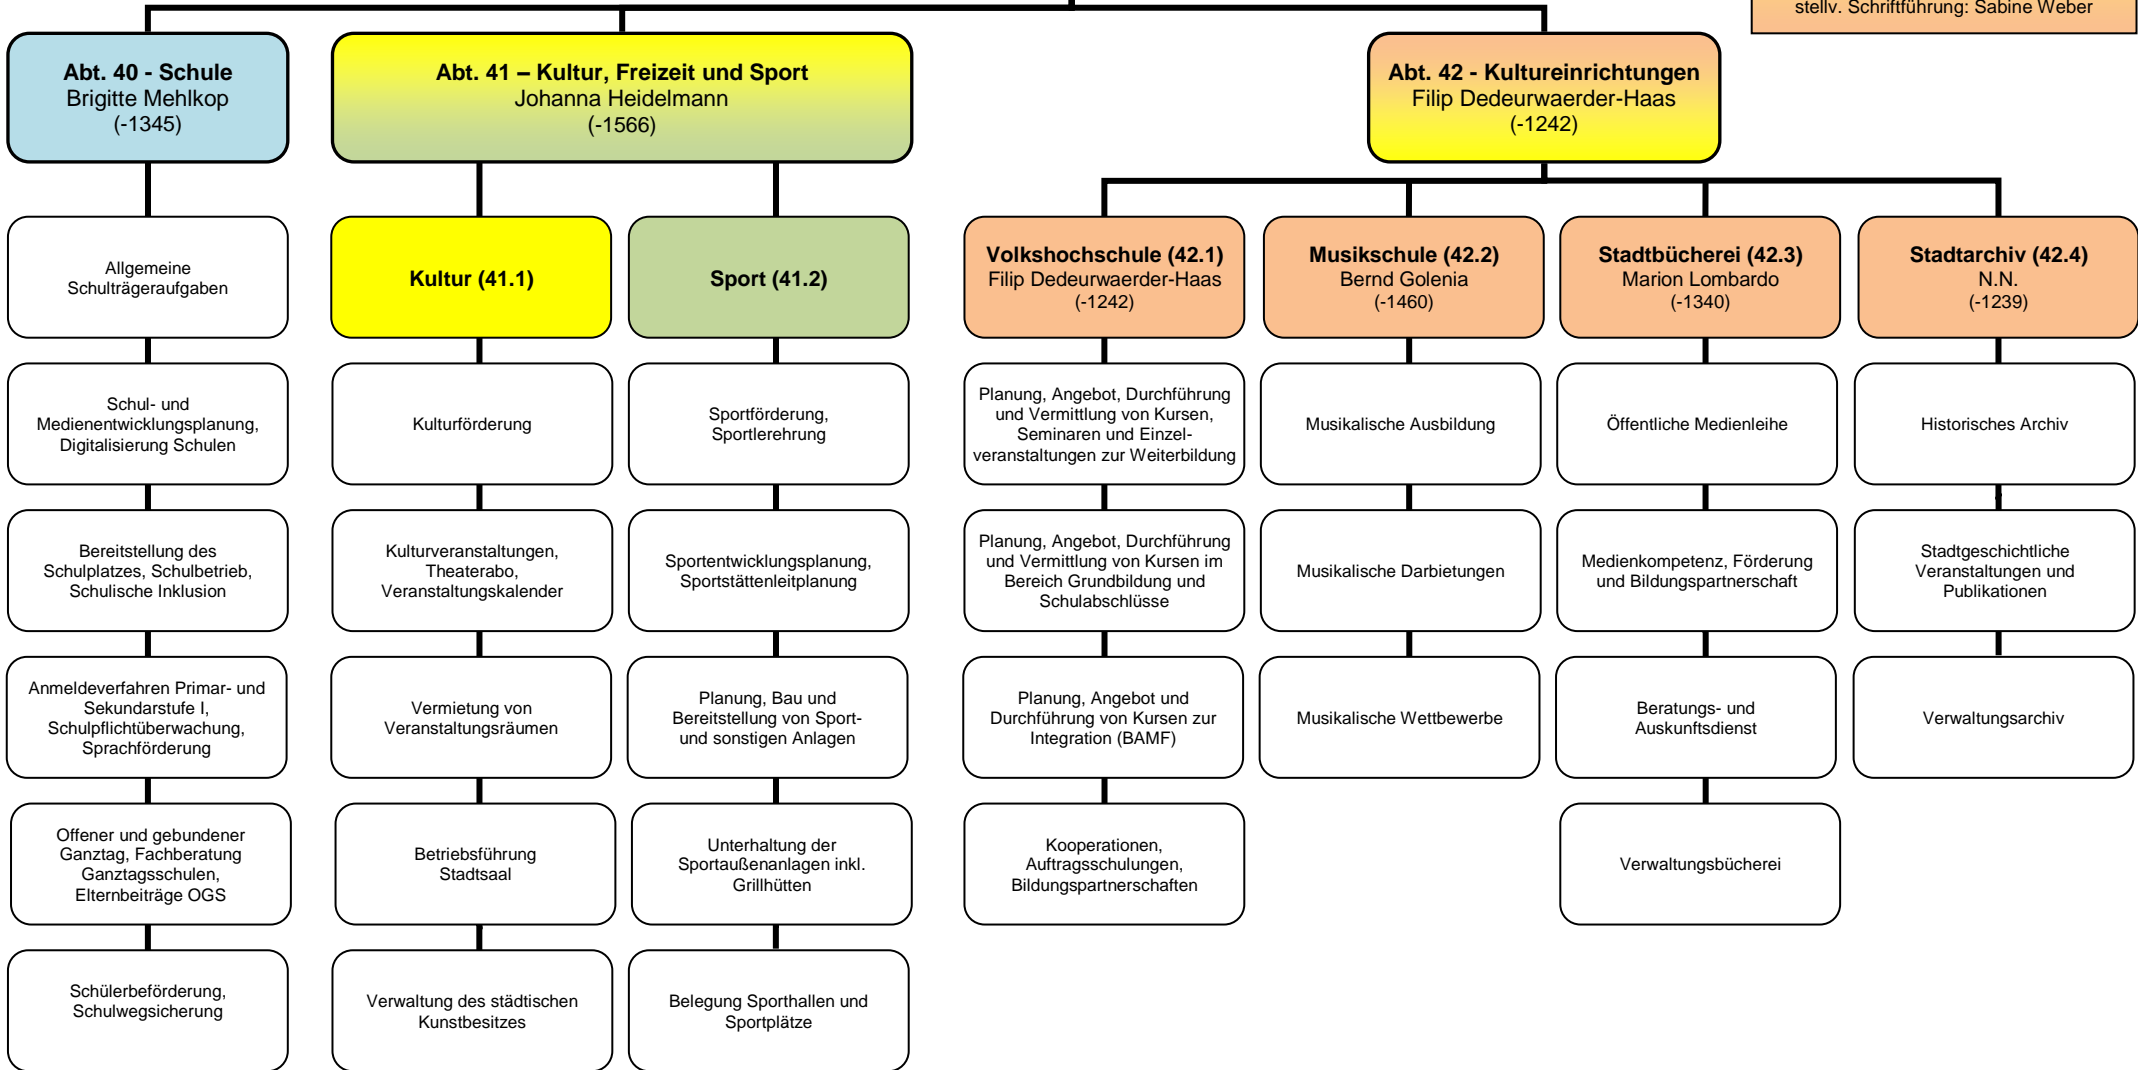 stellv. Schriftführung: Sabine Weber
Abt. 40 - Schule
Brigitte Mehlkop
(-1345)
Abt. 41 – Kultur, Freizeit und Sport
Johanna Heidelmann
(-1566)
Abt. 42 - Kultureinrichtungen
Filip Dedeurwaerder-Haas
(-1242)
Allgemeine
Schulträgeraufgaben
Schul- und
Medienentwicklungsplanung,
Digitalisierung Schulen
Bereitstellung des
Schulplatzes, Schulbetrieb,
Schulische Inklusion
Anmeldeverfahren Primar- und
Sekundarstufe I,
Schulpflichtüberwachung,
Sprachförderung
Offener und gebundener
Ganztag, Fachberatung
Ganztagsschulen,
Elternbeiträge OGS
Schülerbeförderung,
Schulwegsicherung
Kultur (41.1)
Kulturförderung
Kulturveranstaltungen,
Theaterabo,
Veranstaltungskalender
Vermietung von
Veranstaltungsräumen
Betriebsführung
Stadtsaal
Verwaltung des städtischen
Kunstbesitzes
Sport (41.2)
Sportförderung,
Sportlerehrung
Sportentwicklungsplanung,
Sportstättenleitplanung
Planung, Bau und
Bereitstellung von Sport-
und sonstigen Anlagen
Unterhaltung der
Sportaußenanlagen inkl.
Grillhütten
Belegung Sporthallen und
Sportplätze
Volkshochschule (42.1)
Filip Dedeurwaerder-Haas
(-1242)
Planung, Angebot, Durchführung
und Vermittlung von Kursen,
Seminaren und Einzel-
veranstaltungen zur Weiterbildung
Planung, Angebot, Durchführung
und Vermittlung von Kursen im
Bereich Grundbildung und
Schulabschlüsse
Planung, Angebot und
Durchführung von Kursen zur
Integration (BAMF)
Kooperationen,
Auftragsschulungen,
Bildungspartnerschaften
Musikschule (42.2)
Bernd Golenia
(-1460)
Musikalische Ausbildung
Musikalische Darbietungen
Musikalische Wettbewerbe
Stadtbücherei (42.3)
Marion Lombardo
(-1340)
Öffentliche Medienleihe
Medienkompetenz, Förderung
und Bildungspartnerschaft
Beratungs- und
Auskunftsdienst
Verwaltungsbücherei
Stadtarchiv (42.4)
N.N.
(-1239)
Historisches Archiv
Stadtgeschichtliche
Veranstaltungen und
Publikationen
Verwaltungsarchiv